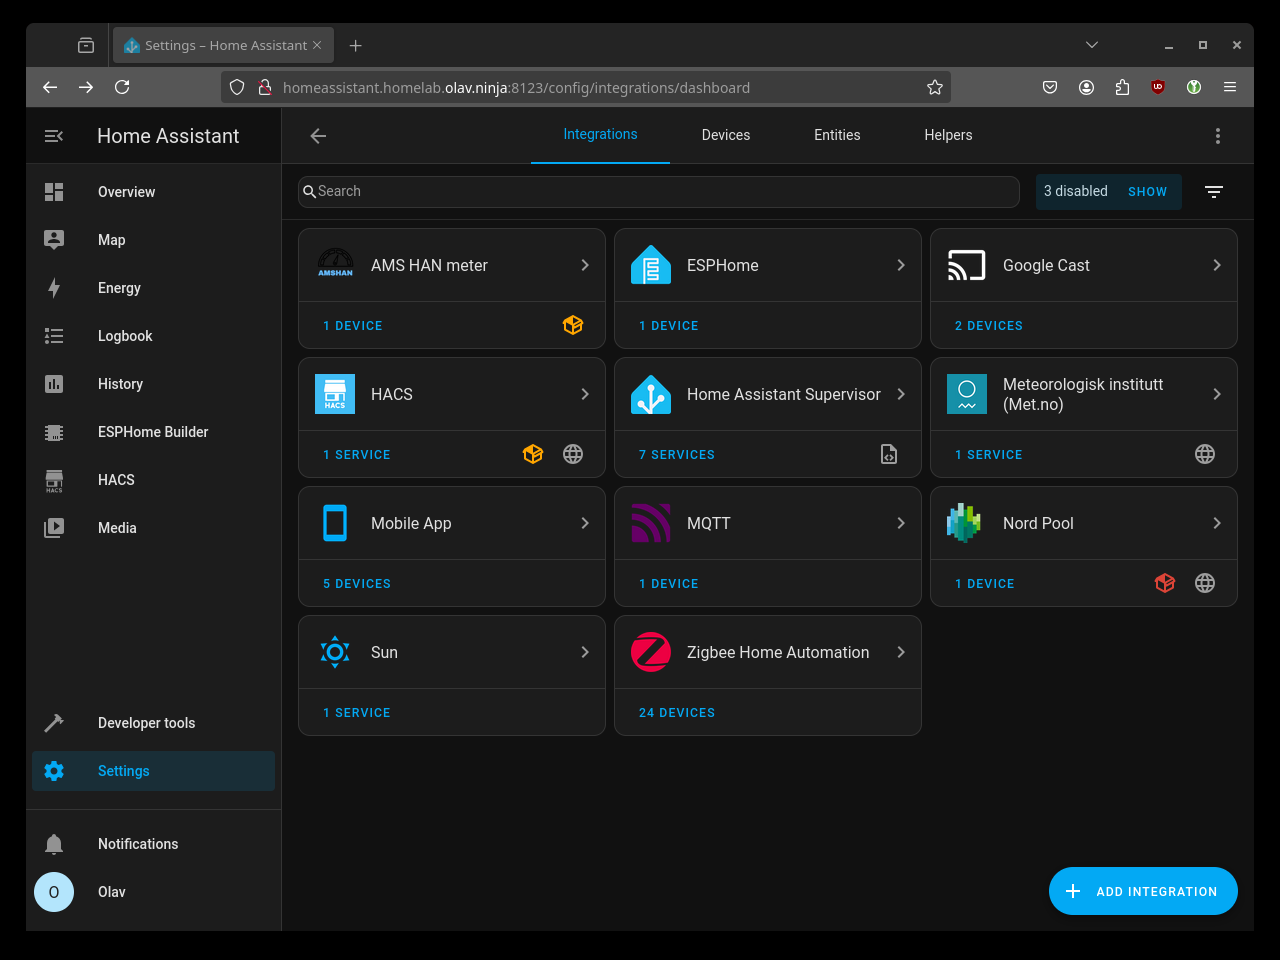 Settings – Home Assistant
homeassistant.homelab.olav.ninja:8123/config/integrations/dashboard
Home Assistant
Integrations
Devices
Entities
Helpers
Overview
Map
Energy
Logbook
History
ESPHome Builder
HACS
HACS
Media
Developer tools
Settings
Notifications
O
Olav
Search
3 disabled
SHOW
AMSHAN
AMS HAN meter
1 DEVICE
ESPHome
1 DEVICE
Google Cast
2 DEVICES
HACS
HACS
1 SERVICE
Home Assistant Supervisor
7 SERVICES
Meteorologisk institutt
(Met.no)
1 SERVICE
Mobile App
5 DEVICES
MQTT
1 DEVICE
Nord Pool
1 DEVICE
Sun
1 SERVICE
Zigbee Home Automation
24 DEVICES
ADD INTEGRATION